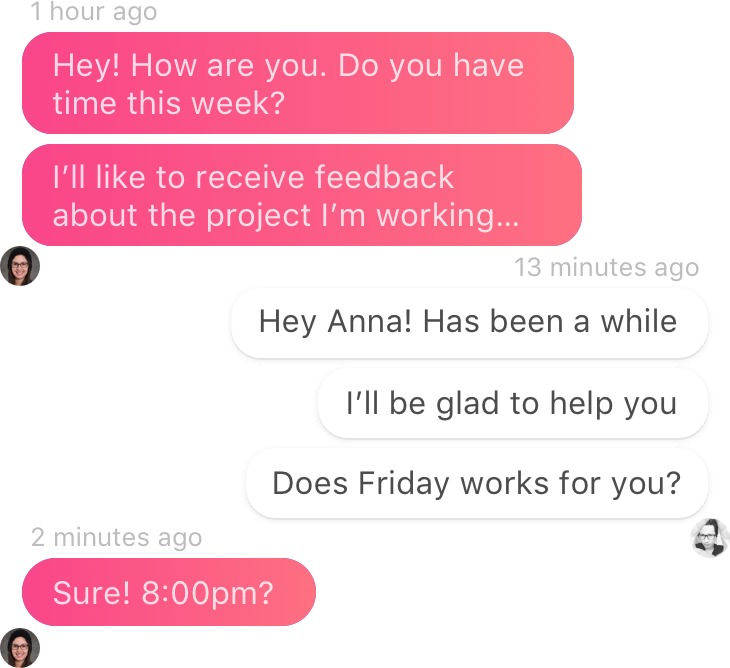 1 hour ago
Hey! How are you. Do you have
time this week?
I’ll like to receive feedback
about the project I’m working...
13 minutes ago
Hey Anna! Has been a while
I’ll be glad to help you
Does Friday works for you?
2 minutes ago
Sure! 8:00pm?